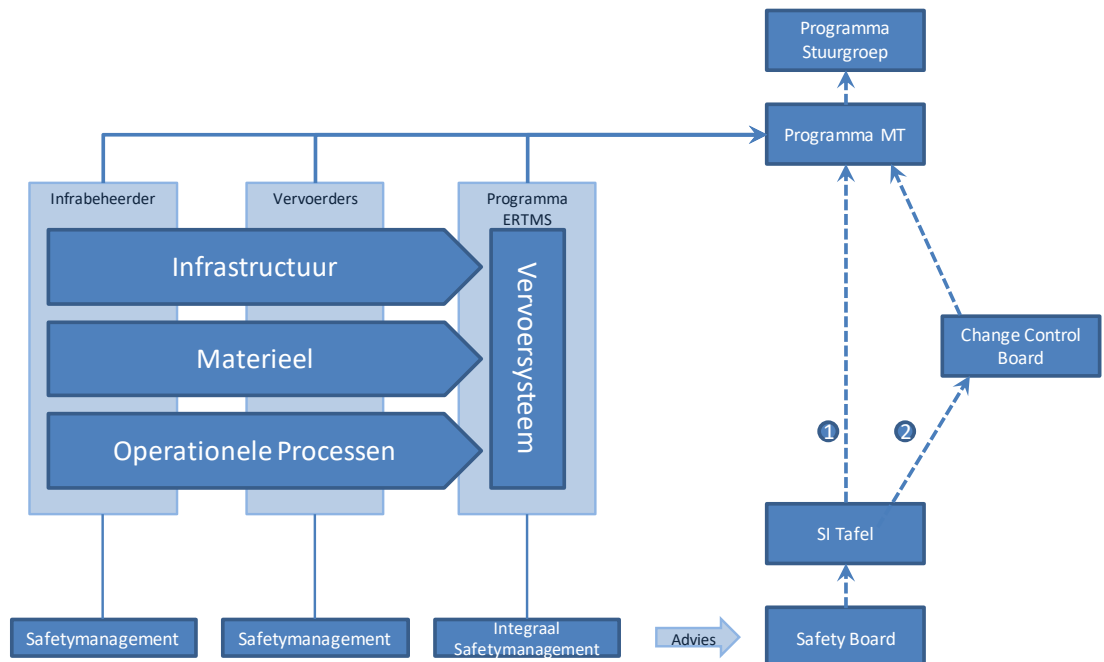 Programma
Stuurgroep
Programma MT
Infrabeheerder
Vervoerders
Programma
ERTMS
Infrastructuur
Vervoersysteem
Materieel
Change Control
Board
Operationele Processen
1
2
SI Tafel
Safetymanagement
Safetymanagement
Integraal
Safetymanagement
Advies
Safety Board